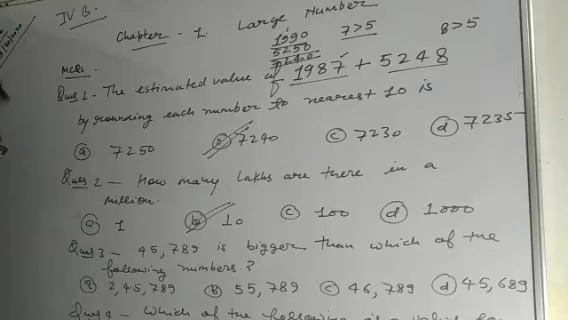 IV G.
Chapter - 1. Large Number
1990
5250
7240
7>5
8>5
MCQs.
Ques 1 - The estimated value of 1987 + 5248
by rounding each number to nearest 10 is
(a) 7250 (b) 7240 (c) 7230 (d) 7235
Ques 2 - How many Lakhs are there in a
million.
(a) 1 (b) 10 (c) 100 (d) 1000
Ques 3 - 45,789 is bigger than which of the
following numbers.?
(a) 2,45,789 (b) 55,789 (c) 46,789 (d) 45,689
Ques 4 - Which of the following is